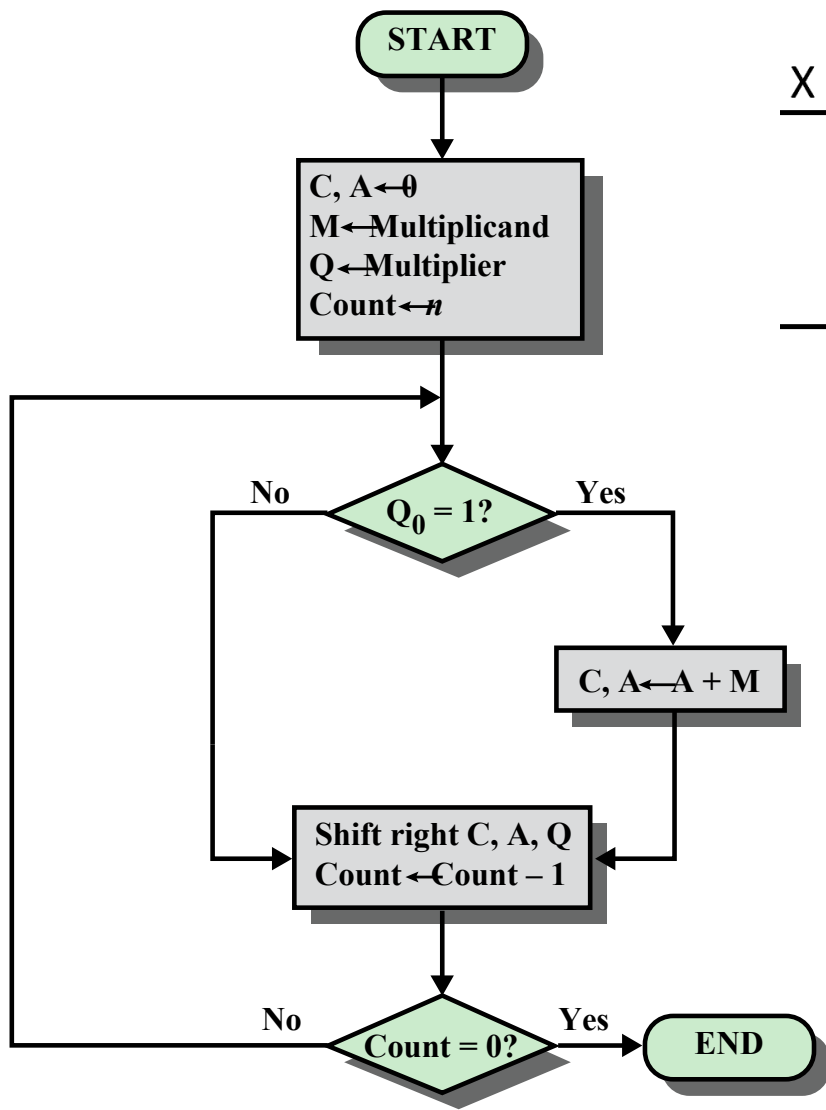 START
X
C, A ← 0
M ← Multiplicand
Q ← Multiplier
Count ← n
No
Q0 = 1?
Yes
C, A ← A + M
Shift right C, A, Q
Count ← Count – 1
No
Count = 0?
Yes
END